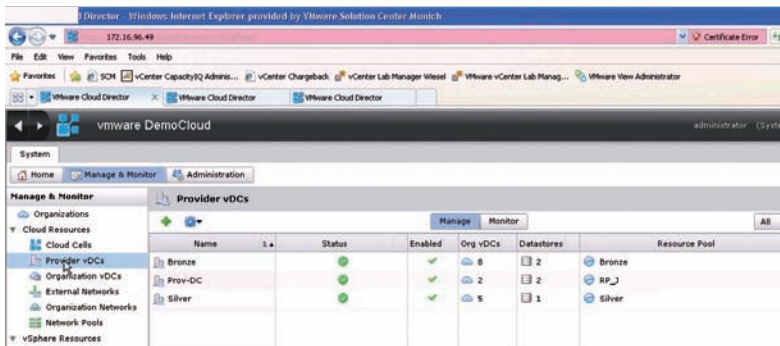 Director - Windows Internet Explorer provided by VMware Solution Center Munich
172.16.96.49 Certificate Error
File Edit View Favorites Tools Help
Favorites SCM vCenter CapacityIQ Adminis... vCenter Chargeback vCenter Lab Manager Wiesel VMware vCenter Lab Manag... VMware View Administrator
VMware Cloud Director x VMware Cloud Director VMware Cloud Director
vmware DemoCloud administrator (Syste
System
Home Manage & Monitor Administration
Manage & Monitor Provider vDCs
Organizations
Cloud Resources Manage Monitor All
Cloud Cells Name 1 Status Enabled Org vDCs Datastores Resource Pool
Provider vDCs Bronze 8 2 Bronze
Organization vDCs Prov-DC 2 2 RP_J
External Networks Silver 5 1 Silver
Organization Networks
Network Pools
vSphere Resources